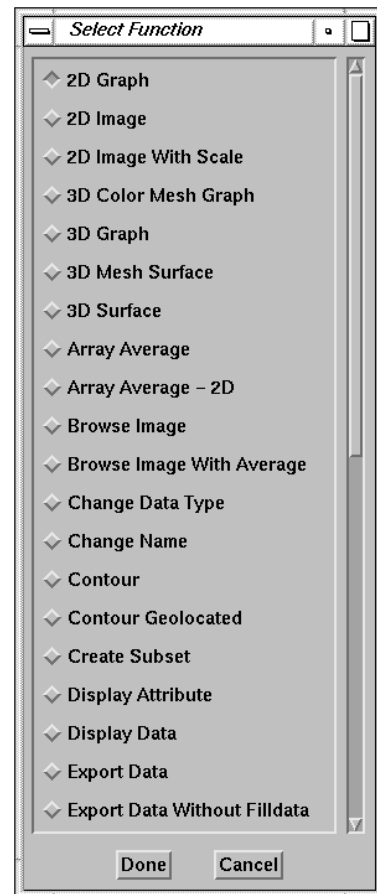 Select Function
2D Graph
2D Image
2D Image With Scale
3D Color Mesh Graph
3D Graph
3D Mesh Surface
3D Surface
Array Average
Array Average – 2D
Browse Image
Browse Image With Average
Change Data Type
Change Name
Contour
Contour Geolocated
Create Subset
Display Attribute
Display Data
Export Data
Export Data Without Filldata
Done Cancel